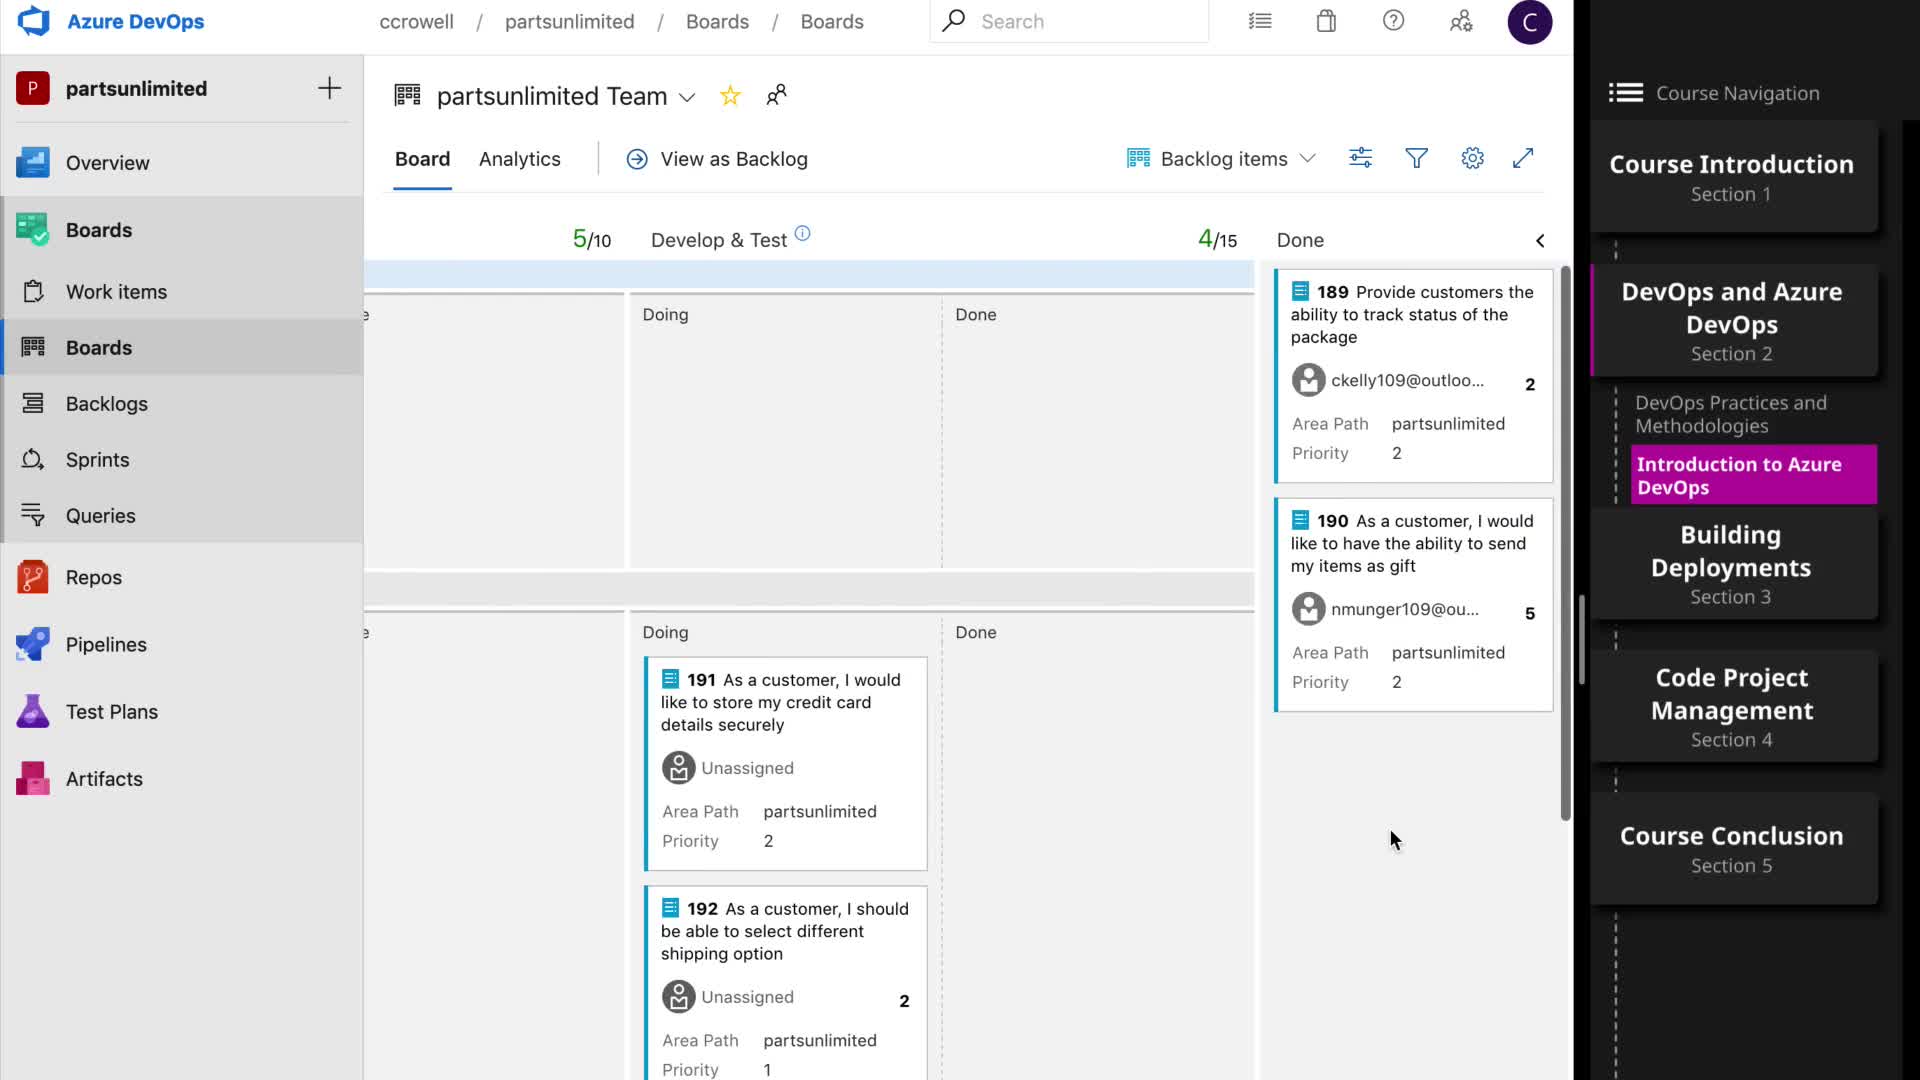 Azure DevOps
ccrowell / partsunlimited / Boards / Boards
Search
C
P partsunlimited
Overview
Boards
Work items
Boards
Backlogs
Sprints
Queries
Repos
Pipelines
Test Plans
Artifacts
partsunlimited Team
Board Analytics View as Backlog
Backlog items
5/10 Develop & Test 4/15 Done
e Doing Done
189 Provide customers the
ability to track status of the
package
ckelly109@outloo... 2
Area Path partsunlimited
Priority 2
190 As a customer, I would
like to have the ability to send
my items as gift
nmunger109@ou... 5
Area Path partsunlimited
Priority 2
e Doing Done
191 As a customer, I would
like to store my credit card
details securely
Unassigned
Area Path partsunlimited
Priority 2
192 As a customer, I should
be able to select different
shipping option
Unassigned 2
Area Path partsunlimited
Priority 1
Course Navigation
Course Introduction
Section 1
DevOps and Azure
DevOps
Section 2
DevOps Practices and
Methodologies
Introduction to Azure
DevOps
Building
Deployments
Section 3
Code Project
Management
Section 4
Course Conclusion
Section 5